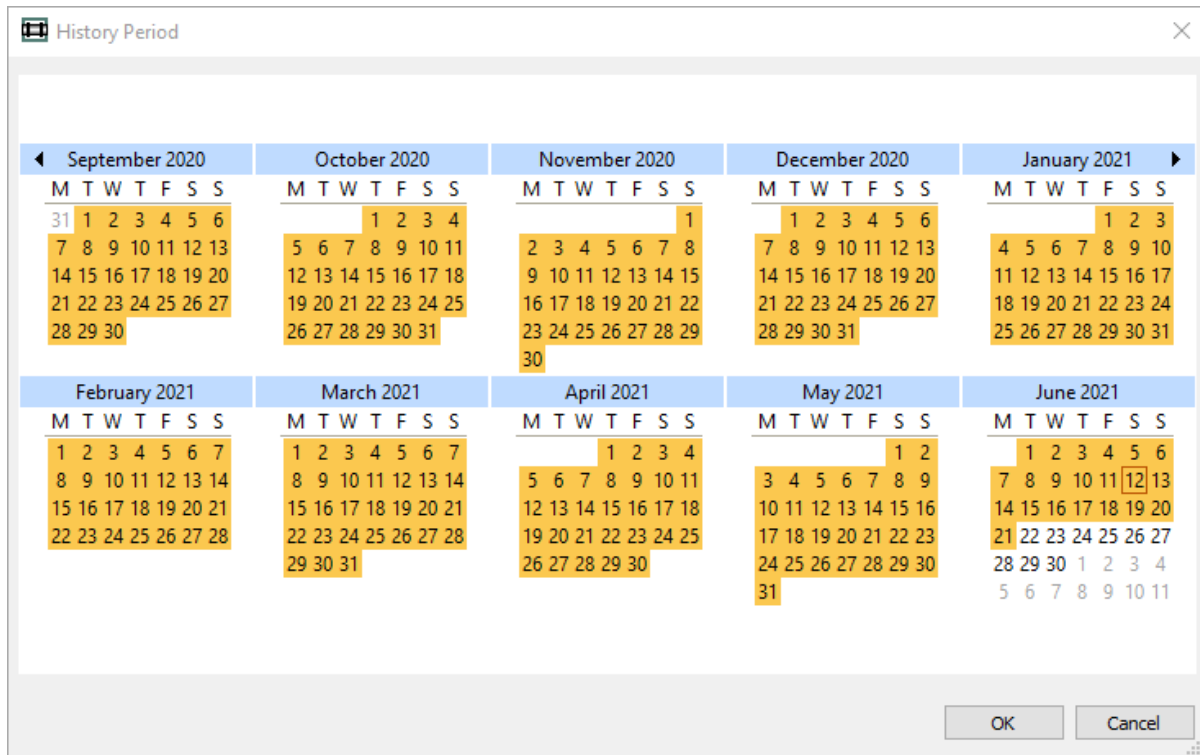 History Period
September 2020 October 2020 November 2020 December 2020 January 2021
M T W T F S S M T W T F S S M T W T F S S M T W T F S S M T W T F S S
31 1 2 3 4 5 6 1 2 3 4 1 1 2 3 4 5 6 1 2 3
7 8 9 10 11 12 13 5 6 7 8 9 10 11 2 3 4 5 6 7 8 7 8 9 10 11 12 13 4 5 6 7 8 9 10
14 15 16 17 18 19 20 12 13 14 15 16 17 18 9 10 11 12 13 14 15 14 15 16 17 18 19 20 11 12 13 14 15 16 17
21 22 23 24 25 26 27 19 20 21 22 23 24 25 16 17 18 19 20 21 22 21 22 23 24 25 26 27 18 19 20 21 22 23 24
28 29 30 26 27 28 29 30 31 23 24 25 26 27 28 29 28 29 30 31 25 26 27 28 29 30 31
30
February 2021 March 2021 April 2021 May 2021 June 2021
M T W T F S S M T W T F S S M T W T F S S M T W T F S S M T W T F S S
1 2 3 4 5 6 7 1 2 3 4 5 6 7 1 2 3 4 1 2 1 2 3 4 5 6
8 9 10 11 12 13 14 8 9 10 11 12 13 14 5 6 7 8 9 10 11 3 4 5 6 7 8 9 7 8 9 10 11 12 13
15 16 17 18 19 20 21 15 16 17 18 19 20 21 12 13 14 15 16 17 18 10 11 12 13 14 15 16 14 15 16 17 18 19 20
22 23 24 25 26 27 28 22 23 24 25 26 27 28 19 20 21 22 23 24 25 17 18 19 20 21 22 23 21 22 23 24 25 26 27
29 30 31 26 27 28 29 30 24 25 26 27 28 29 30 28 29 30 1 2 3 4
31 5 6 7 8 9 10 11
OK Cancel